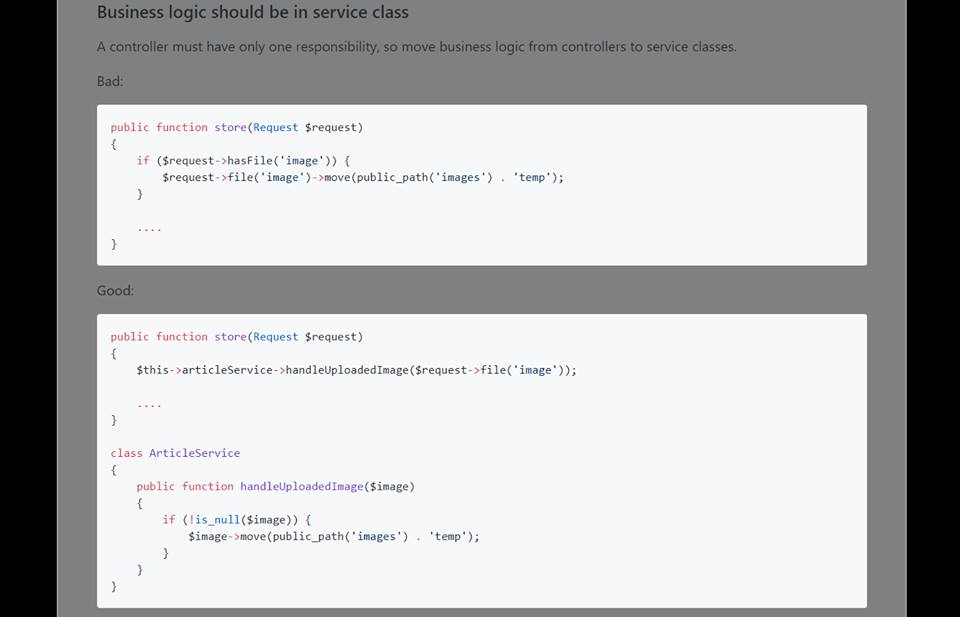 Business logic should be in service class
A controller must have only one responsibility, so move business logic from controllers to service classes.
Bad:
public function store(Request $request)
{
    if ($request->hasFile('image')) {
        $request->file('image')->move(public_path('images') . 'temp');
    }

    ....
}
Good:
public function store(Request $request)
{
    $this->articleService->handleUploadedImage($request->file('image'));

    ....
}

class ArticleService
{
    public function handleUploadedImage($image)
    {
        if (!is_null($image)) {
            $image->move(public_path('images') . 'temp');
        }
    }
}